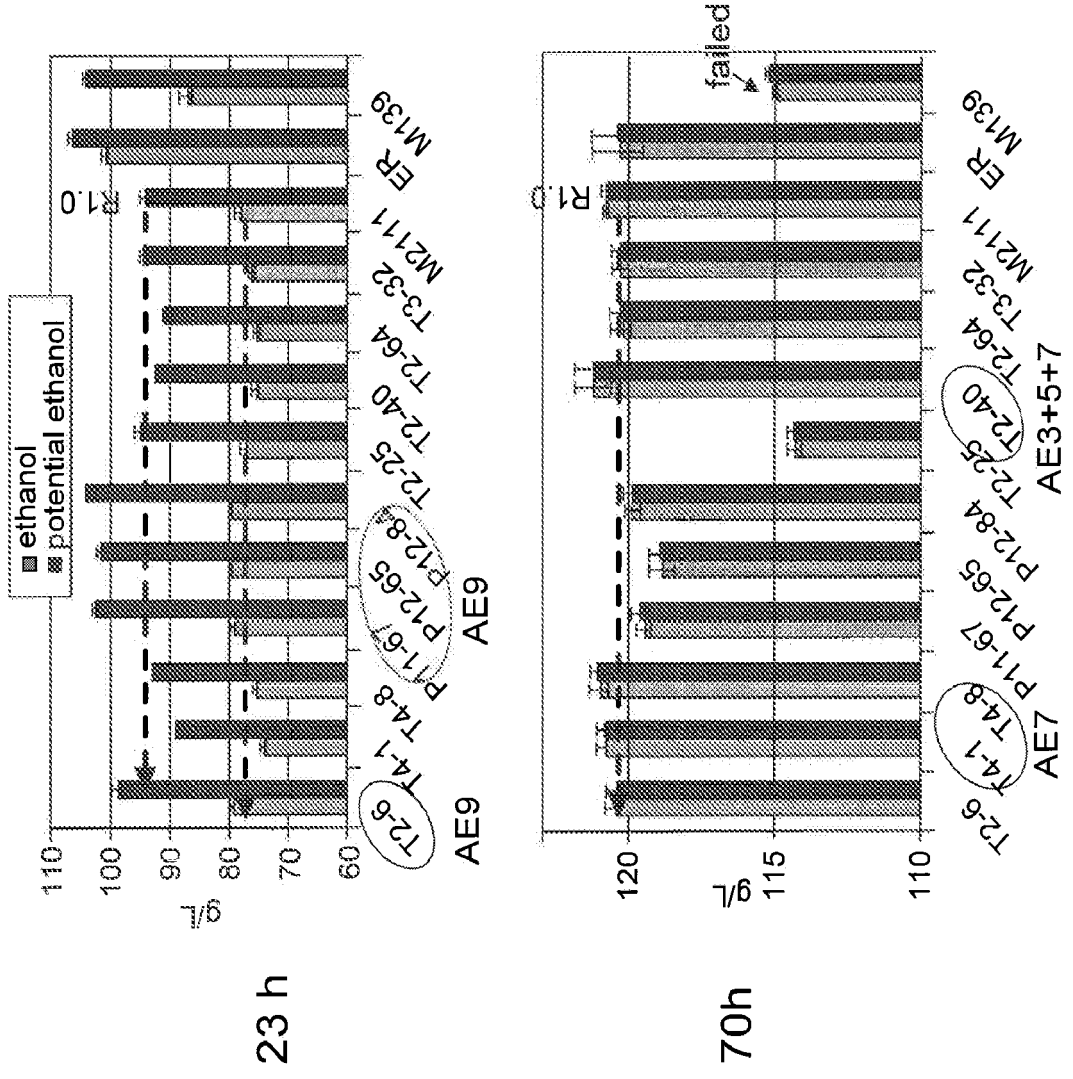 ethanol
potential ethanol
23 h
g/L
110
100
90
80
70
60
R1.0
T2-6
T4-1
T4-8
P11-67
P12-65
P12-84
T2-25
T2-40
T2-64
T3-32
M2111
ER
M139
AE9
AE9
70h
g/L
120
115
110
R1.0
failed
T2-6
T4-1
T4-8
P11-67
P12-65
P12-84
T2-25
T2-40
T2-64
T3-32
M2111
ER
M139
AE7
AE3+5+7